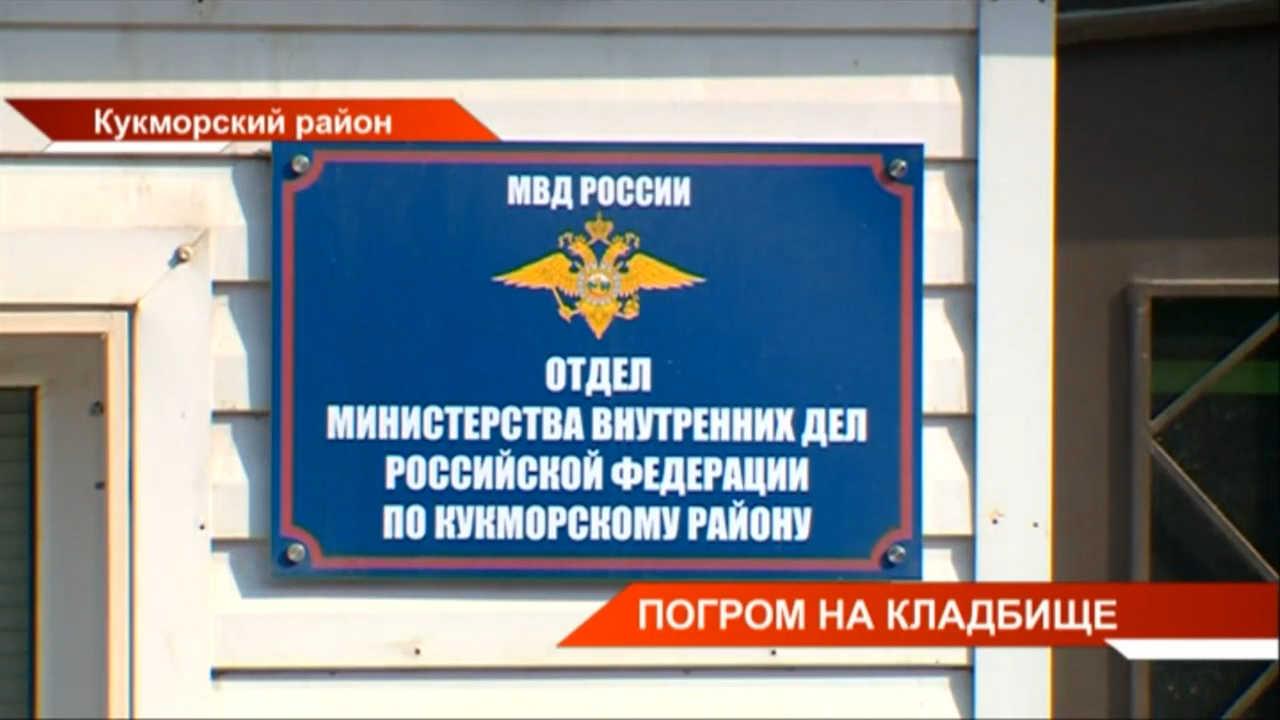 Кукморский район
МВД РОССИИ
ОТДЕЛ
МИНИСТЕРСТВА ВНУТРЕННИХ ДЕЛ
РОССИЙСКОЙ ФЕДЕРАЦИИ
ПО КУКМОРСКОМУ РАЙОНУ
ПОГРОМ НА КЛАДБИЩЕ